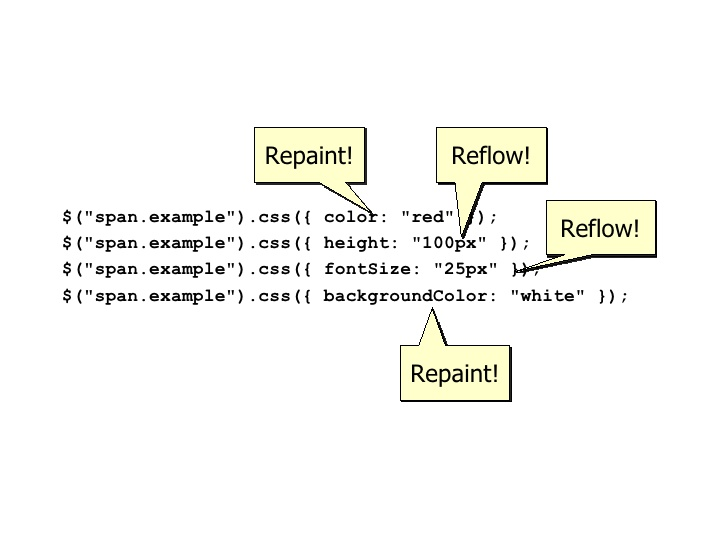 Repaint!
Reflow!
Reflow!
$("span.example").css({ color: "red" });
$("span.example").css({ height: "100px" });
$("span.example").css({ fontSize: "25px" });
$("span.example").css({ backgroundColor: "white" });
Repaint!